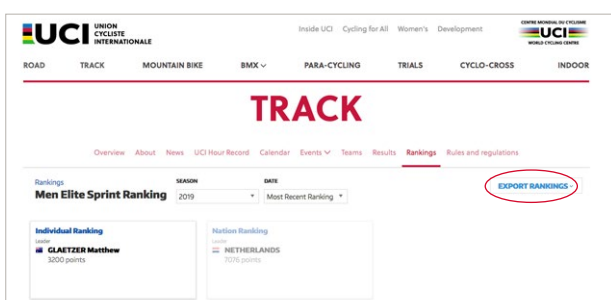 UCI UNION
CYCLISTE
INTERNATIONALE
Inside UCI Cycling for All Women's Development
CENTRE MONDIAL DU CYCLISME
UCI
WORLD CYCLING CENTRE
ROAD TRACK MOUNTAIN BIKE BMX PARA-CYCLING TRIALS CYCLO-CROSS INDOOR
TRACK
Overview About News UCI Hour Record Calendar Events Teams Results Rankings Rules and regulations
Rankings
Men Elite Sprint Ranking
SEASON
2019
DATE
Most Recent Ranking
EXPORT RANKINGS
Individual Ranking
Leader
GLAETZER Matthew
3200 points
Nation Ranking
Leader
NETHERLANDS
7076 points